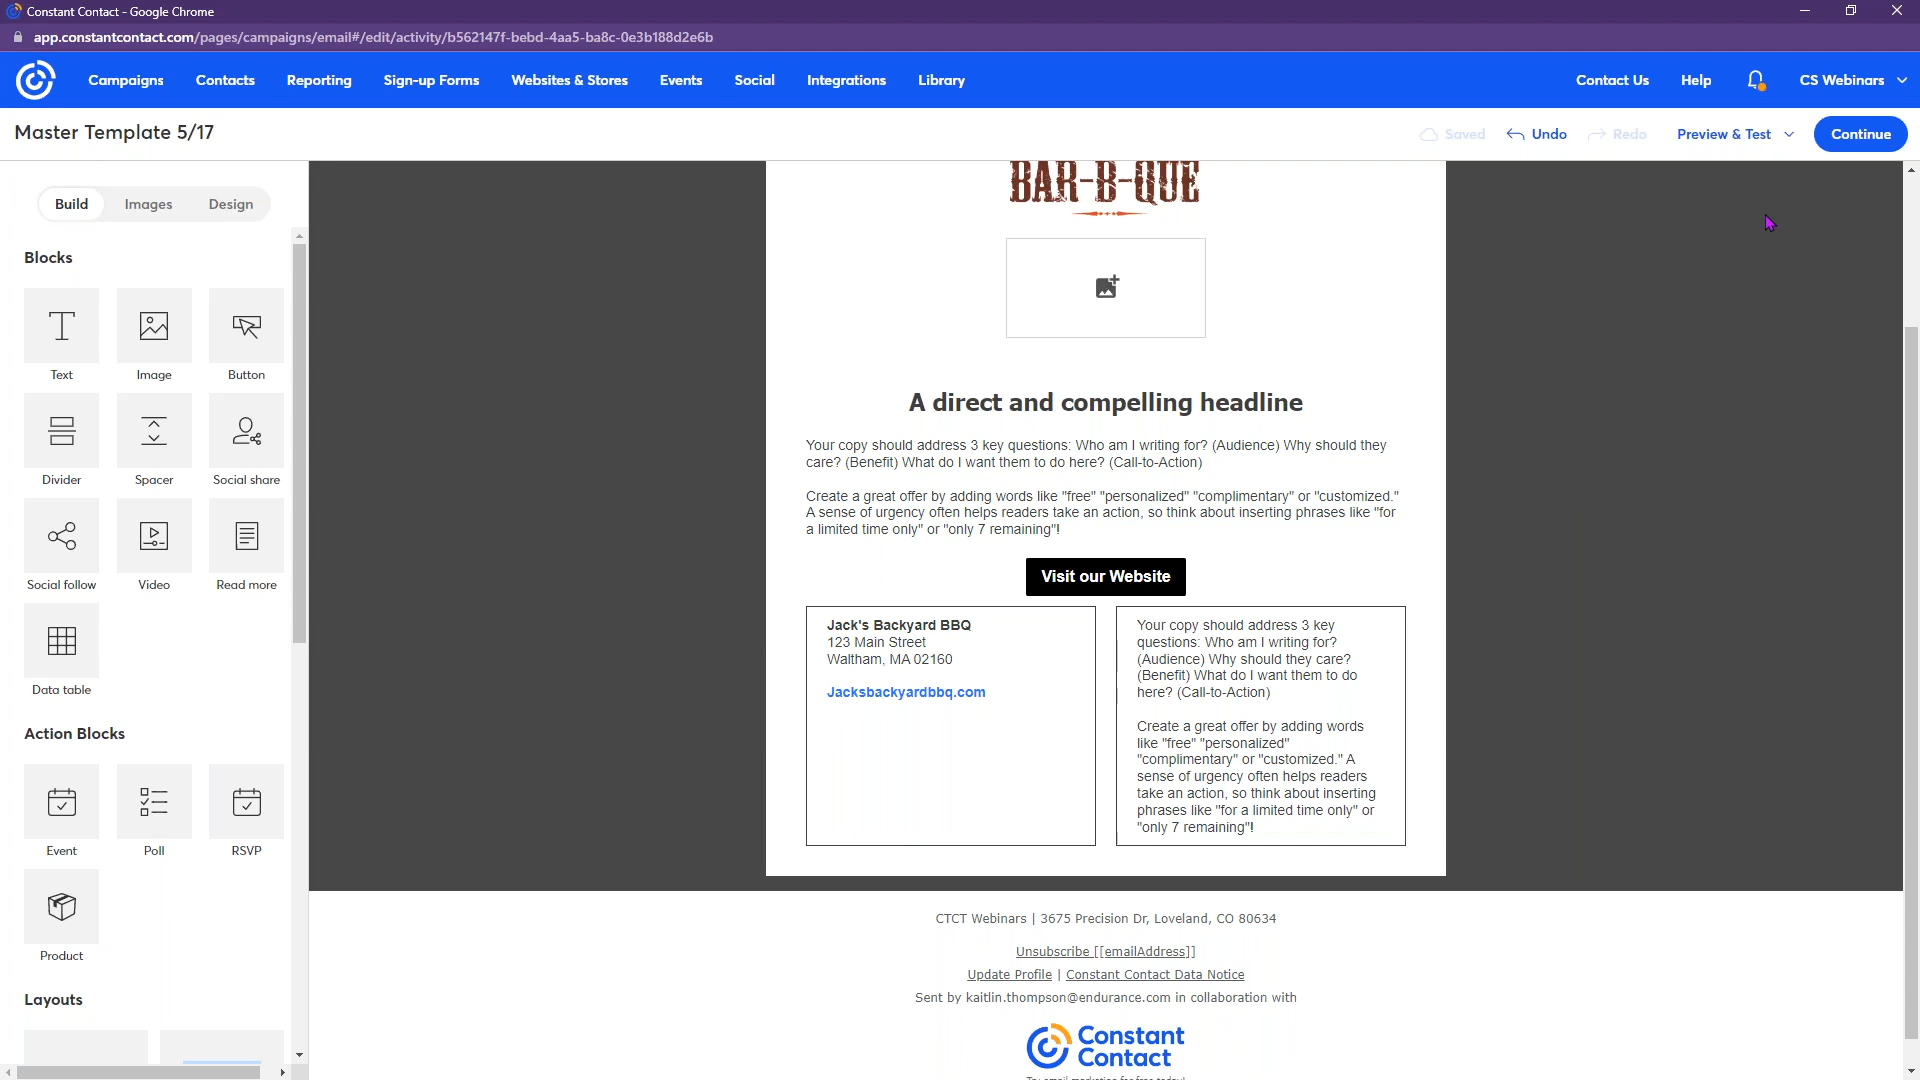 Constant Contact - Google Chrome
app.constantcontact.com/pages/campaigns/email#/edit/activity/b562147f-bebd-4aa5-ba8c-0e3b188d2e6b
Campaigns Contacts Reporting Sign-up Forms Websites & Stores Events Social Integrations Library Contact Us Help CS Webinars
Master Template 5/17 Saved Undo Redo Preview & Test Continue
Build Images Design
Blocks
Text Image Button
Divider Spacer Social share
Social follow Video Read more
Data table
Action Blocks
Event Poll RSVP
Product
Layouts
BAR-B-QUE
A direct and compelling headline
Your copy should address 3 key questions: Who am I writing for? (Audience) Why should they
care? (Benefit) What do I want them to do here? (Call-to-Action)
Create a great offer by adding words like "free" "personalized" "complimentary" or "customized."
A sense of urgency often helps readers take an action, so think about inserting phrases like "for
a limited time only" or "only 7 remaining"!
Visit our Website
Jack's Backyard BBQ
123 Main Street
Waltham, MA 02160
Jacksbackyardbbq.com
Your copy should address 3 key
questions: Who am I writing for?
(Audience) Why should they care?
(Benefit) What do I want them to do
here? (Call-to-Action)
Create a great offer by adding words
like "free" "personalized"
"complimentary" or "customized." A
sense of urgency often helps readers
take an action, so think about inserting
phrases like "for a limited time only" or
"only 7 remaining"!
CTCT Webinars | 3675 Precision Dr, Loveland, CO 80634
Unsubscribe [[emailAddress]]
Update Profile | Constant Contact Data Notice
Sent by kaitlin.thompson@endurance.com in collaboration with
Constant
Contact
Try email marketing for free today!